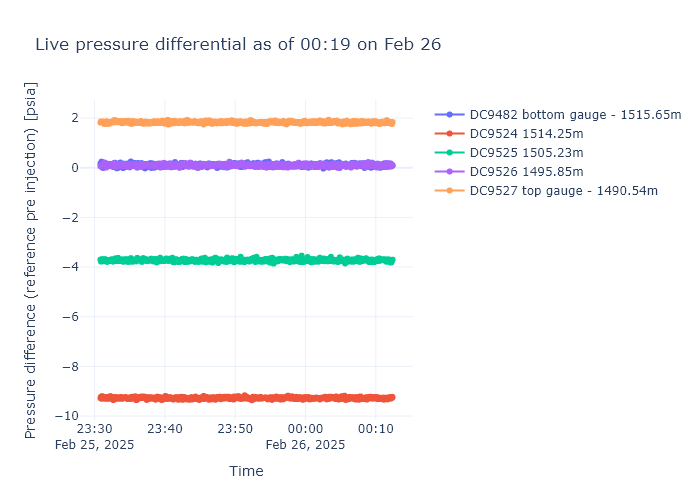 Live pressure differential as of 00:19 on Feb 26
Pressure difference (reference pre injection) [psia]
2
0
−2
−4
−6
−8
−10
23:30
Feb 25, 2025
23:40
23:50
00:00
Feb 26, 2025
00:10
Time
DC9482 bottom gauge - 1515.65m
DC9524 1514.25m
DC9525 1505.23m
DC9526 1495.85m
DC9527 top gauge - 1490.54m